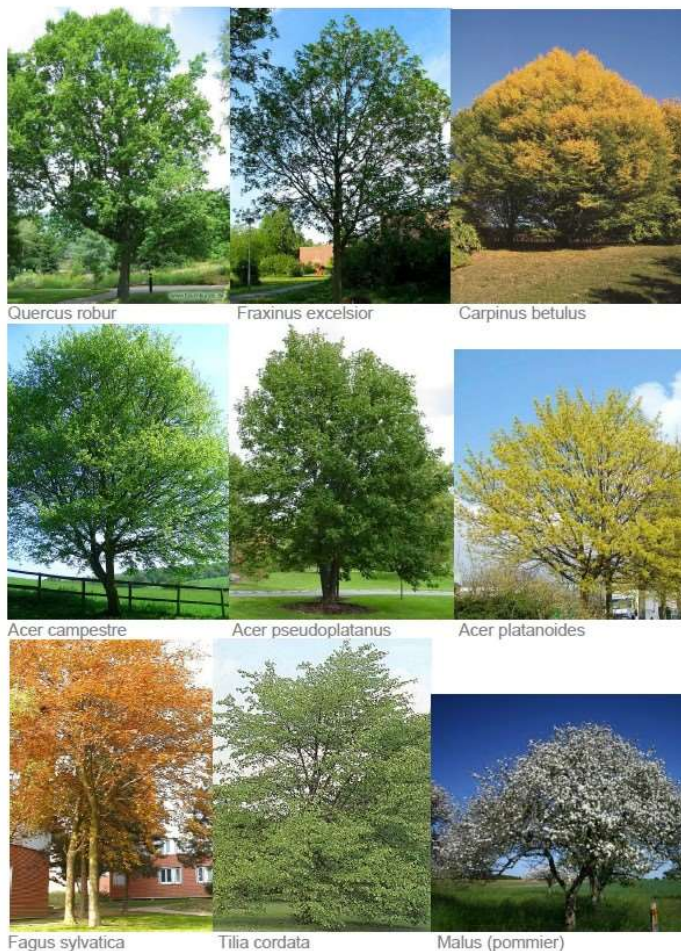 Quercus robur
Fraxinus excelsior
Carpinus betulus
Acer campestre
Acer pseudoplatanus
Acer platanoides
Fagus sylvatica
Tilia cordata
Malus (pommier)